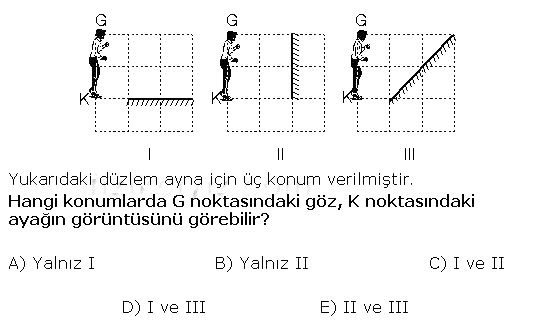 G G G
K K K
I II III
Yukarıdaki düzlem ayna için üç konum verilmiştir.
Hangi konumlarda G noktasındaki göz, K noktasındaki
ayağın görüntüsünü görebilir?
A) Yalnız I B) Yalnız II C) I ve II
D) I ve III E) II ve III